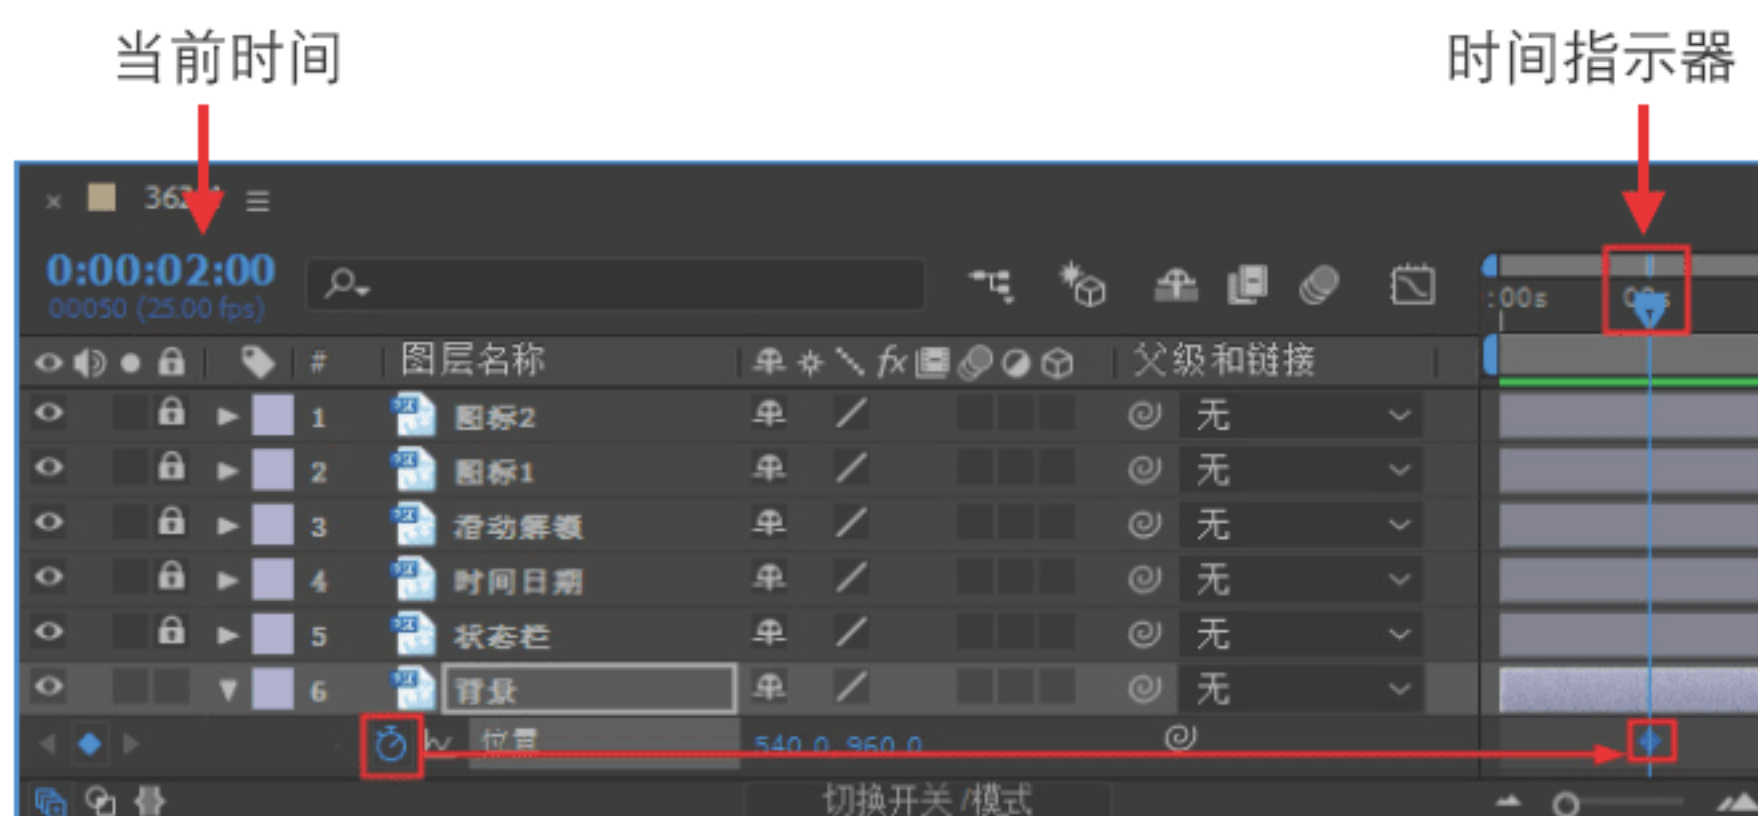 当前时间
时间指示器
0:00:02:00
00050 (25.00 fps)
:00s
# 图层名称 fx 父级和链接
1 图标2 无
2 图标1 无
3 滑动解锁 无
4 时间日期 无
5 状态栏 无
6 背景 无
位置 540.0, 960.0
切换开关/模式